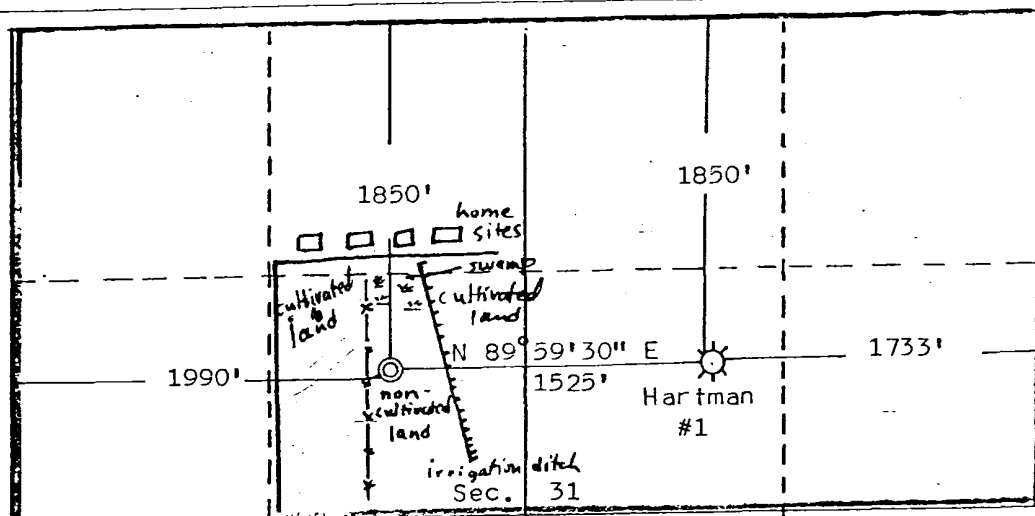 1850'
1850'
home
sites
swamp
cultivated
land
cultivated
land
N 89°59'30" E
1733'
1990'
1525'
non-
cultivated
land
Hartman
#1
irrigation ditch
Sec. 31